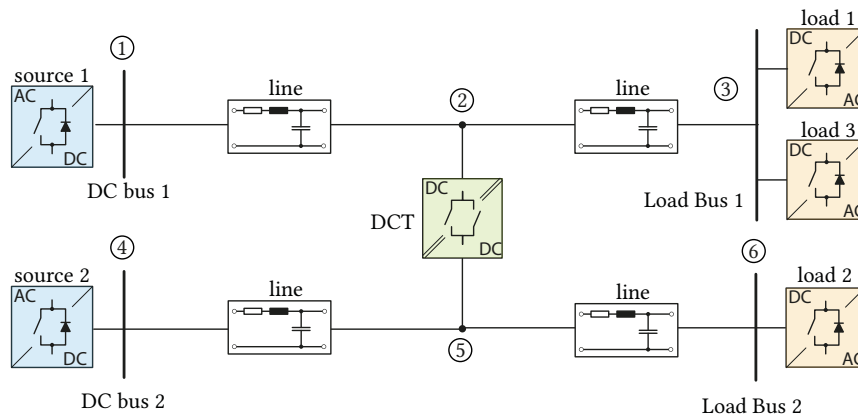 load 1
①
②
③
source 1
AC
DC
line
line
DC
AC
load 3
DC
AC
DC bus 1
Load Bus 1
DCT
DC
DC
④
⑥
source 2
AC
DC
line
line
load 2
DC
AC
⑤
DC bus 2
Load Bus 2